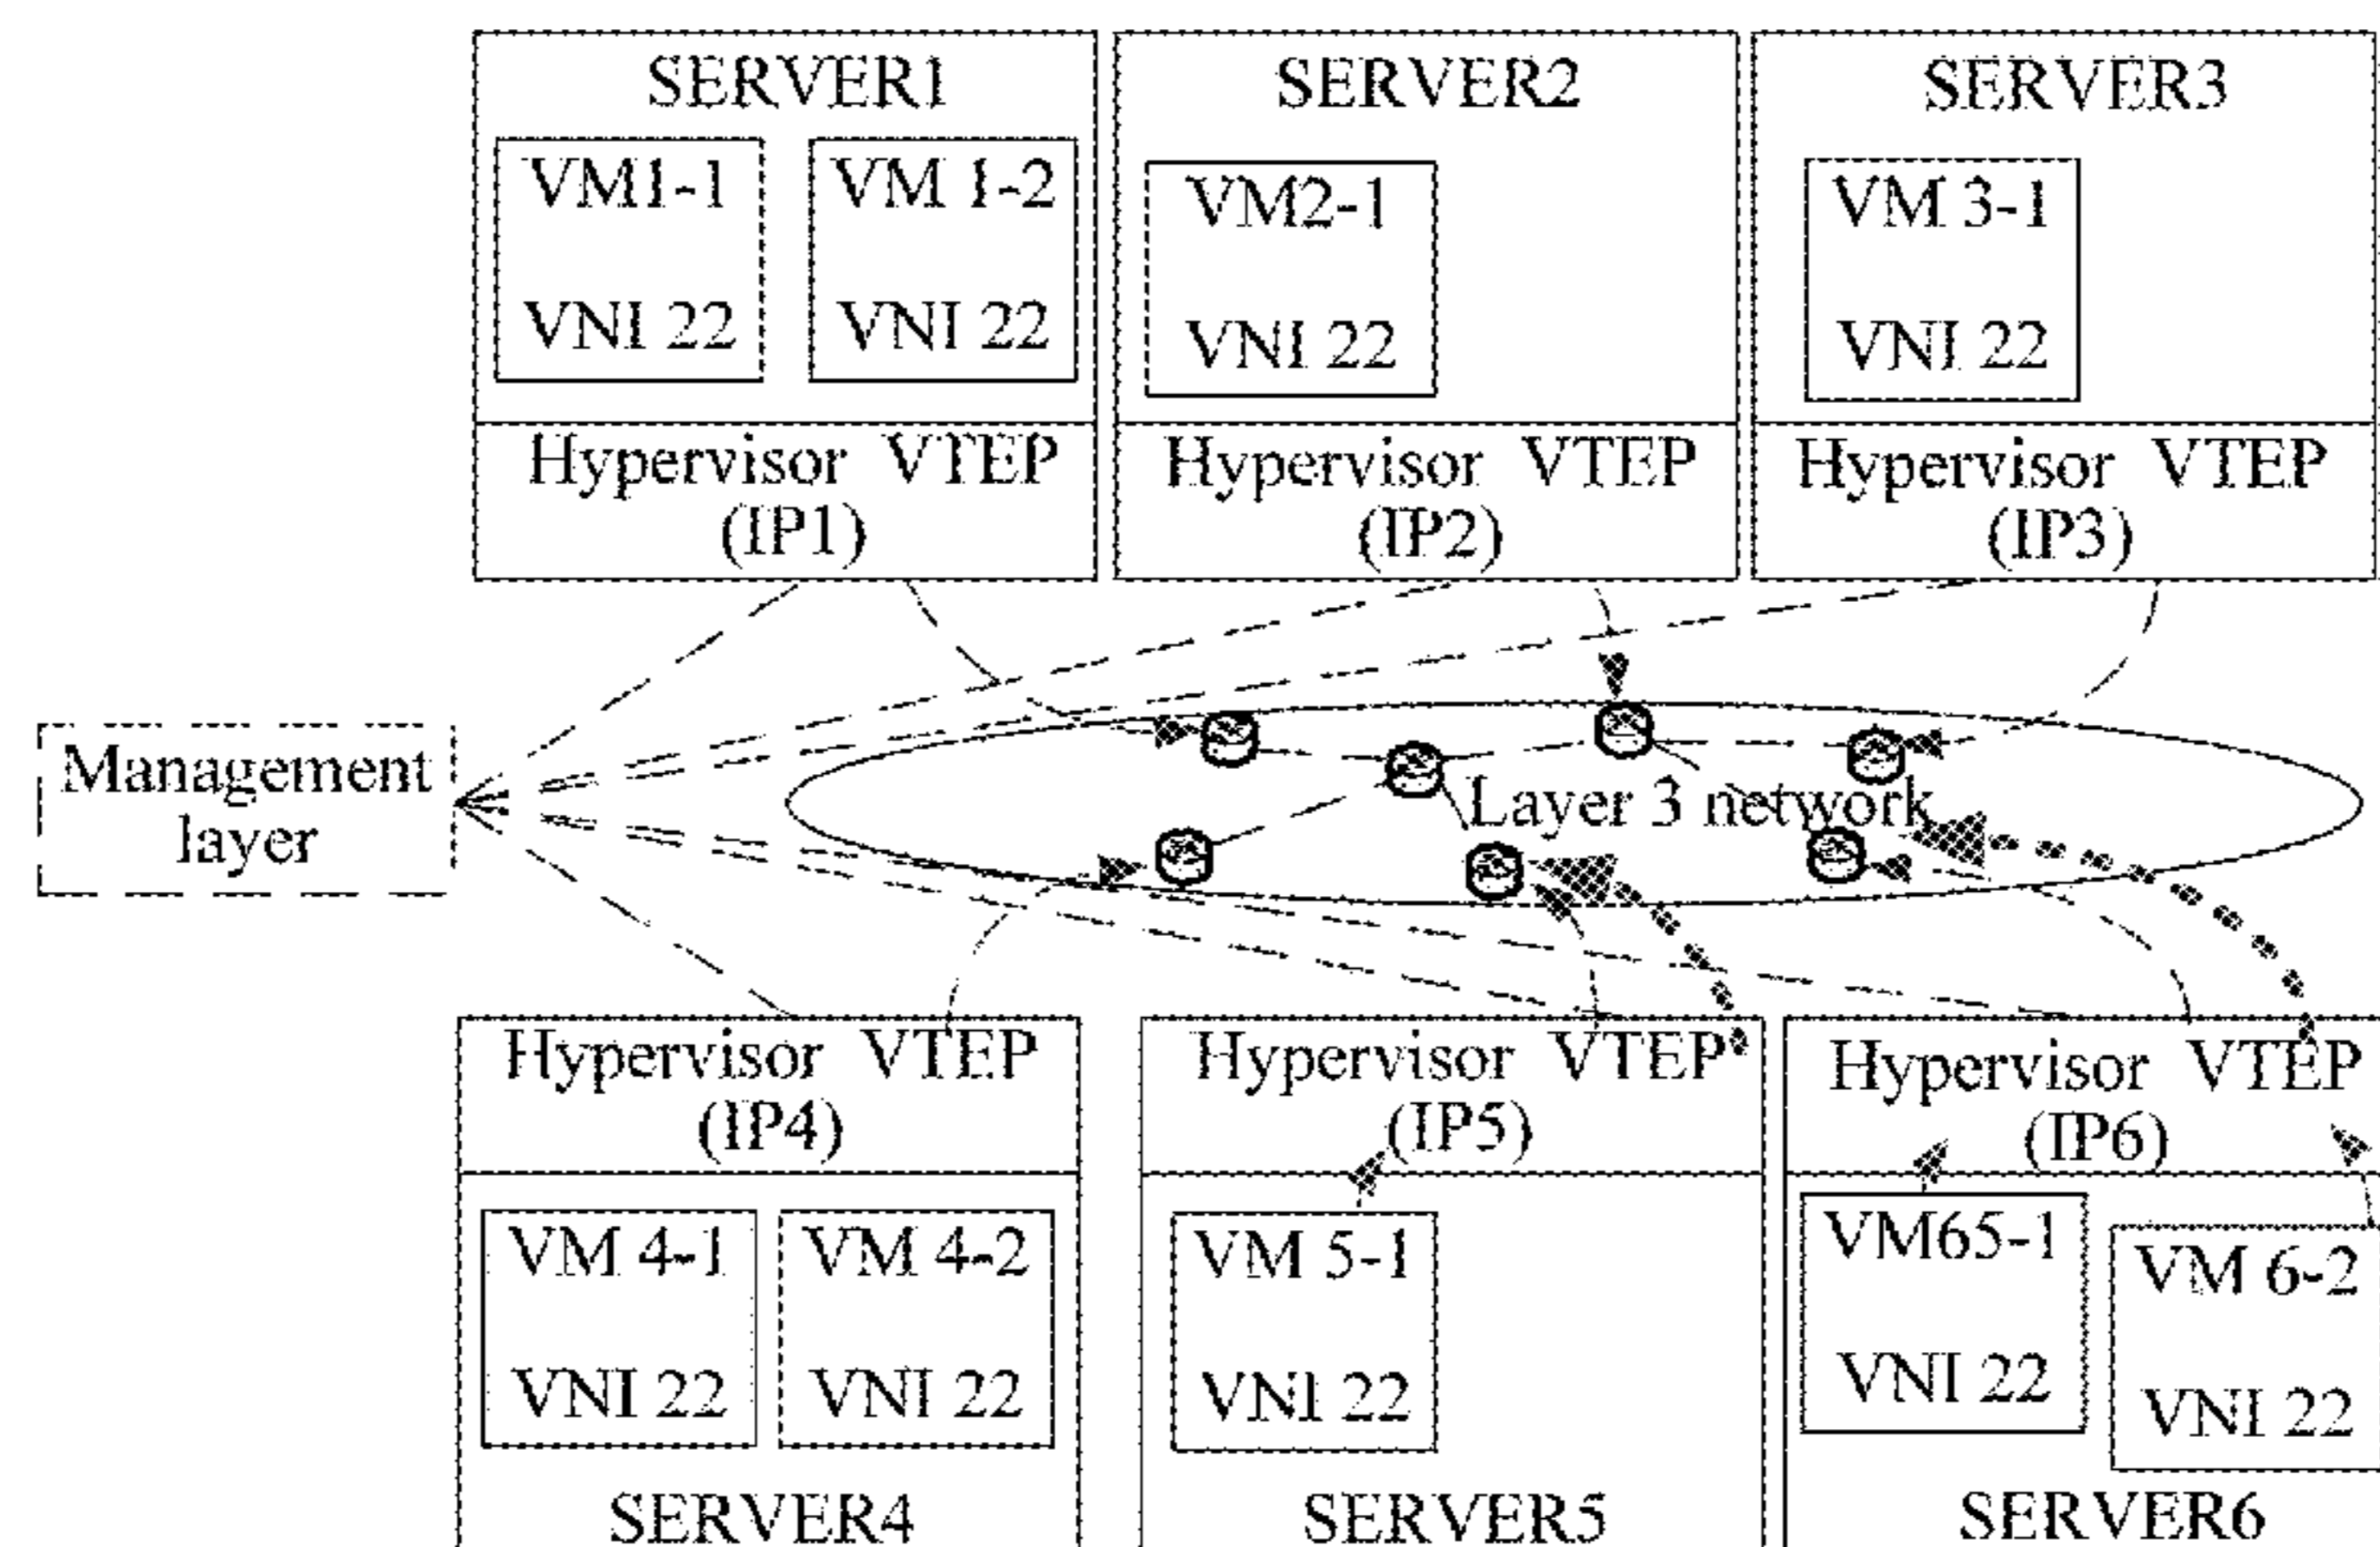 SERVER1
VM1-1
VNI 22
VM 1-2
VNI 22
Hypervisor VTEP
(IP1)
SERVER2
VM2-1
VNI 22
Hypervisor VTEP
(IP2)
SERVER3
VM 3-1
VNI 22
Hypervisor VTEP
(IP3)
Management
layer
Layer 3 network
Hypervisor VTEP
(IP4)
VM 4-1
VNI 22
VM 4-2
VNI 22
SERVER4
Hypervisor VTEP
(IP5)
VM 5-1
VNI 22
SERVER5
Hypervisor VTEP
(IP6)
VM65-1
VNI 22
VM 6-2
VNI 22
SERVER6